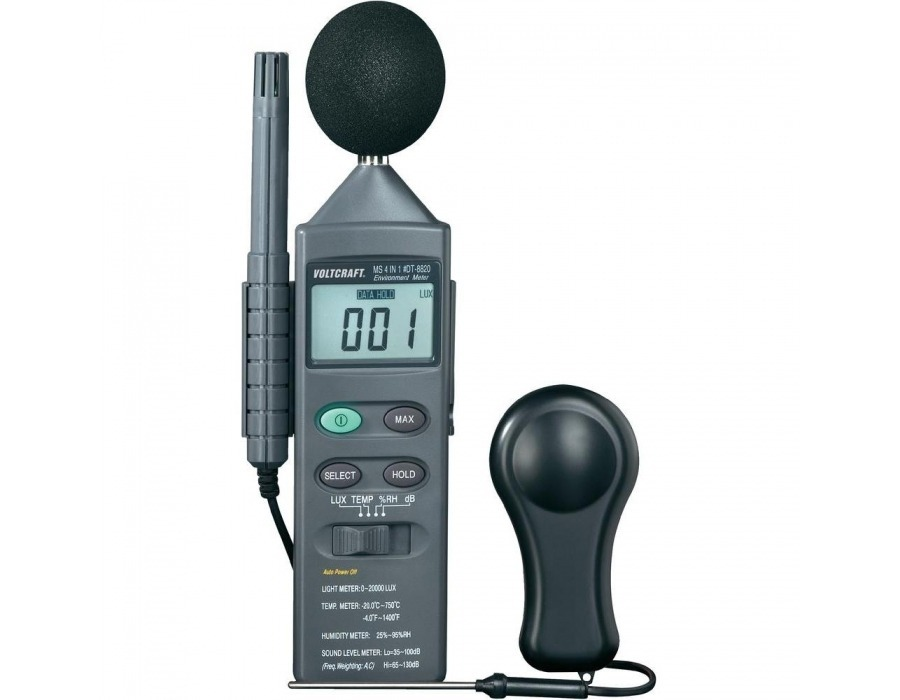 VOLTCRAFT. MS 4 IN 1 #DT-8820
Environment Meter
DATA HOLD LUX
001
MAX
SELECT HOLD
LUX TEMP %RH dB
Auto Power Off
LIGHT METER: 0~20000 LUX
TEMP. METER: -20.0°C~750°C
-4.0°F~1400°F
HUMIDITY METER: 25%~95%RH
SOUND LEVEL METER: Lo=35~100dB
(Freq. Weighting: A,C) Hi=65~130dB